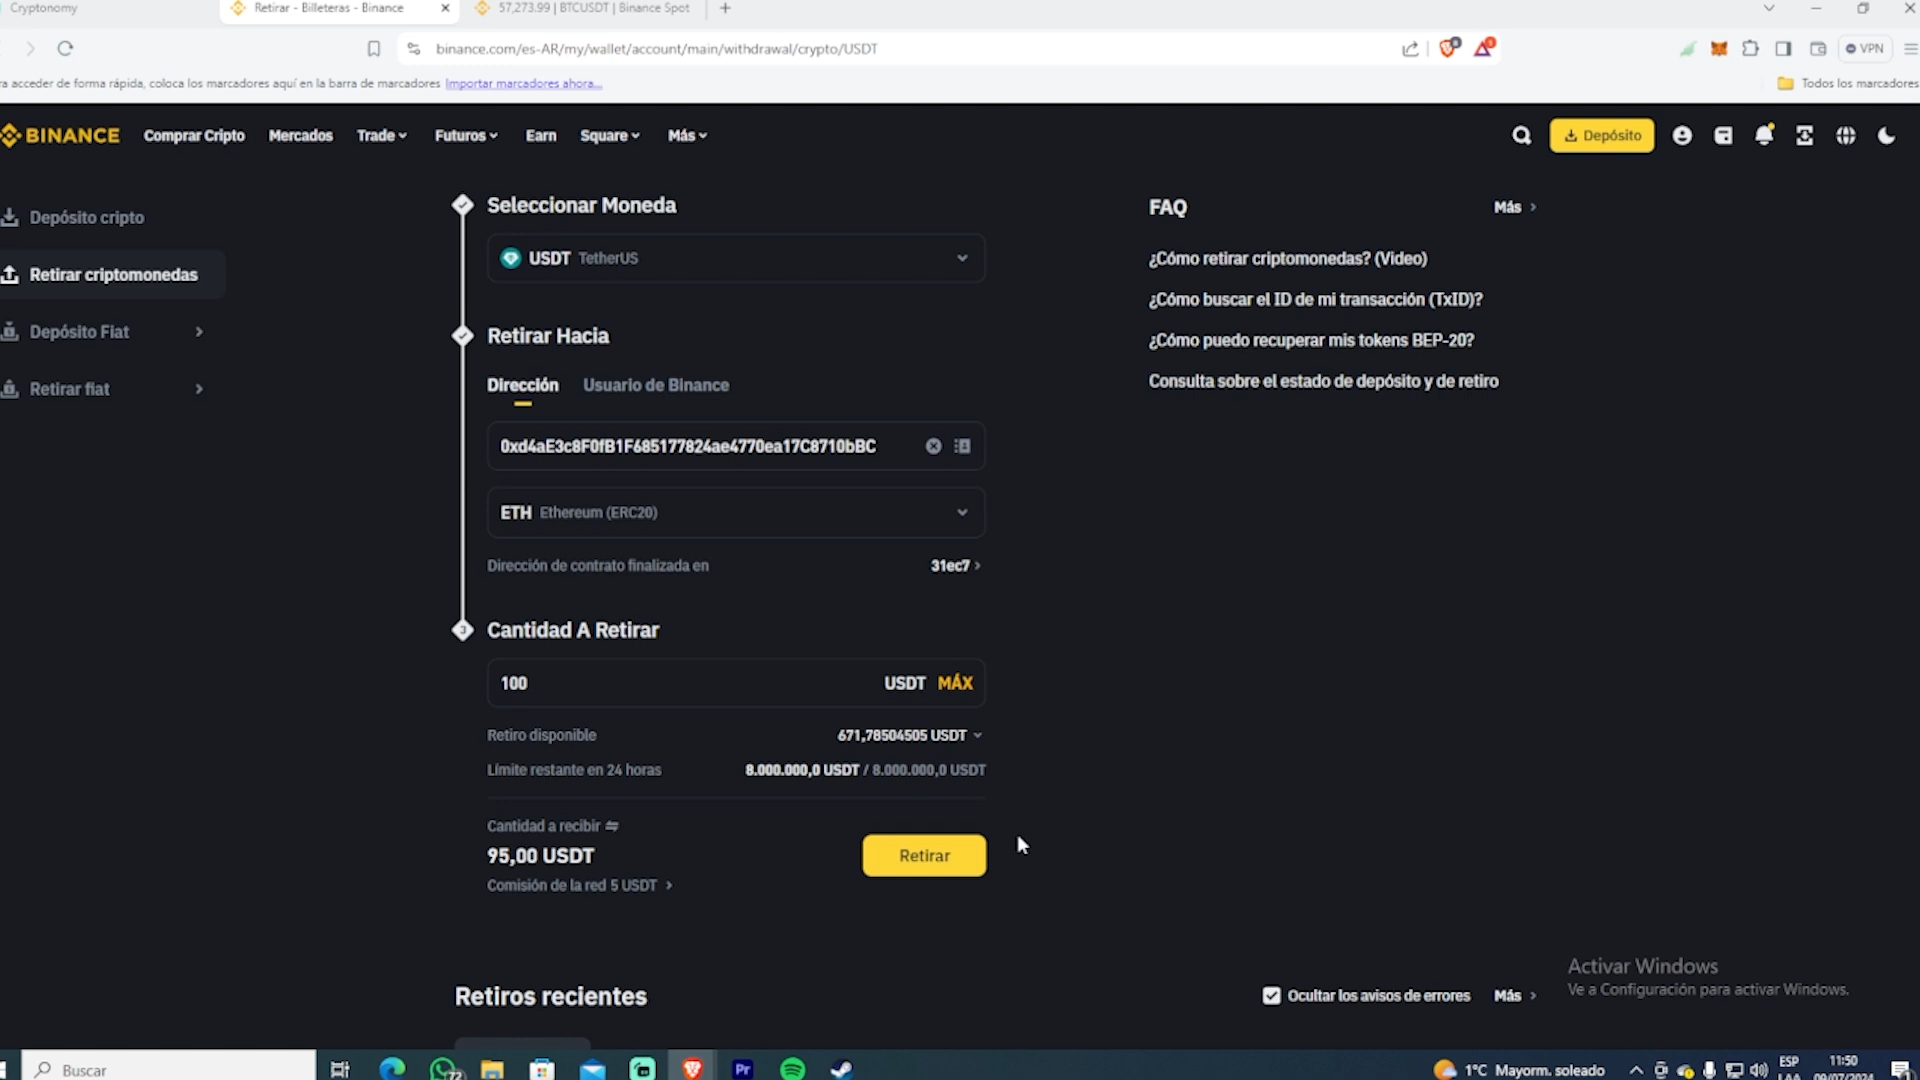 Cryptonomy
Retirar - Billeteras - Binance
57,273.99 | BTCUSDT | Binance Spot
binance.com/es-AR/my/wallet/account/main/withdrawal/crypto/USDT
VPN
ra acceder de forma rápida, coloca los marcadores aquí en la barra de marcadores Importar marcadores ahora...
Todos los marcadores
BINANCE
Comprar Cripto
Mercados
Trade
Futuros
Earn
Square
Más
Depósito
Depósito cripto
Retirar criptomonedas
Depósito Fiat
Retirar fiat
Seleccionar Moneda
USDT TetherUS
Retirar Hacia
Dirección
Usuario de Binance
0xd4aE3c8F0fB1F685177824ae4770ea17C8710bBC
ETH Ethereum (ERC20)
Dirección de contrato finalizada en
31ec7
3
Cantidad A Retirar
100
USDT MÁX
Retiro disponible
671,78504505 USDT
Límite restante en 24 horas
8.000.000,0 USDT / 8.000.000,0 USDT
Cantidad a recibir
95,00 USDT
Comisión de la red 5 USDT
Retirar
FAQ
Más
¿Cómo retirar criptomonedas? (Video)
¿Cómo buscar el ID de mi transacción (TxID)?
¿Cómo puedo recuperar mis tokens BEP-20?
Consulta sobre el estado de depósito y de retiro
Retiros recientes
Ocultar los avisos de errores
Más
Activar Windows
Ve a Configuración para activar Windows.
Buscar
72
Pr
1°C Mayorm. soleado
ESP
LAA
11:50
09/07/2024